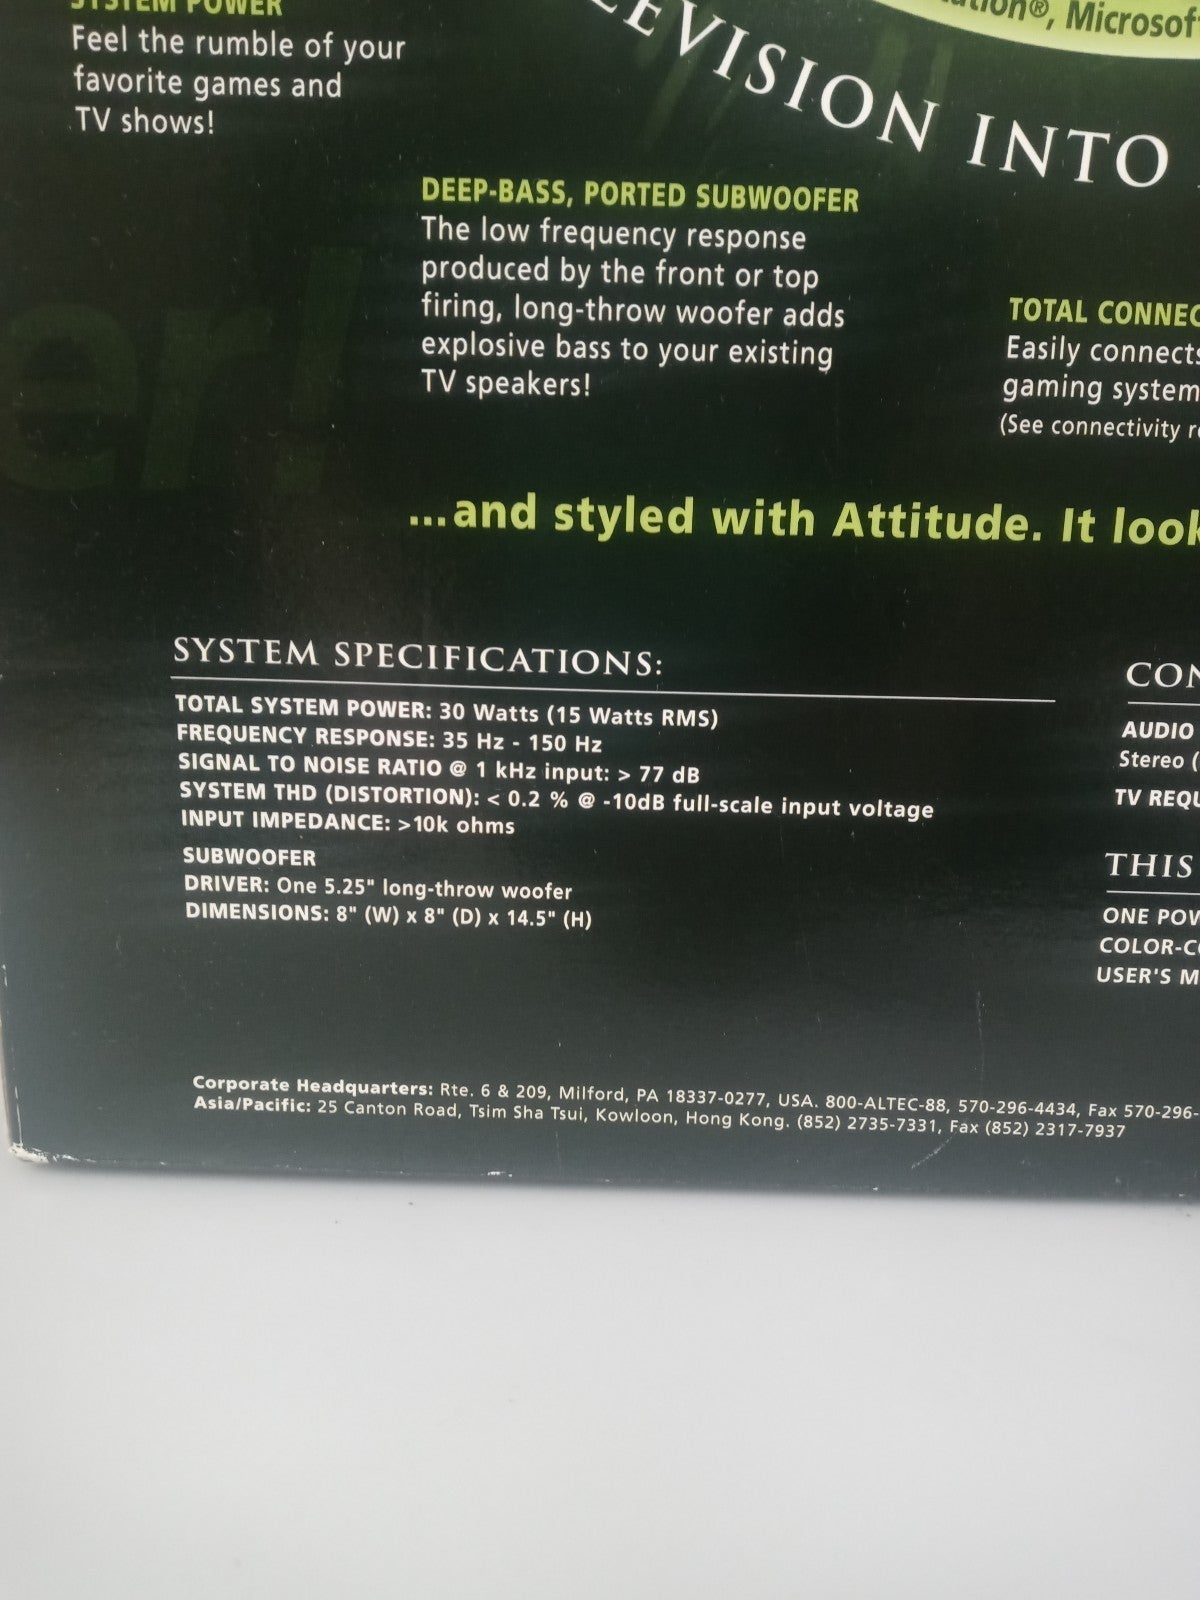 SYSTEM POWER
Feel the rumble of your
favorite games and
TV shows!
®, Microsof
EVISION INTO
DEEP-BASS, PORTED SUBWOOFER
The low frequency response
produced by the front or top
firing, long-throw woofer adds
explosive bass to your existing
TV speakers!
TOTAL CONNEC
Easily connects
gaming system
(See connectivity r
er!
...and styled with Attitude. It look
SYSTEM SPECIFICATIONS:
TOTAL SYSTEM POWER: 30 Watts (15 Watts RMS)
FREQUENCY RESPONSE: 35 Hz - 150 Hz
SIGNAL TO NOISE RATIO @ 1 kHz input: > 77 dB
SYSTEM THD (DISTORTION): < 0.2 % @ -10dB full-scale input voltage
INPUT IMPEDANCE: >10k ohms
SUBWOOFER
DRIVER: One 5.25" long-throw woofer
DIMENSIONS: 8" (W) x 8" (D) x 14.5" (H)
CON
AUDIO
Stereo (
TV REQU
THIS
ONE POW
COLOR-CO
USER'S M
Corporate Headquarters: Rte. 6 & 209, Milford, PA 18337-0277, USA. 800-ALTEC-88, 570-296-4434, Fax 570-296-
Asia/Pacific: 25 Canton Road, Tsim Sha Tsui, Kowloon, Hong Kong. (852) 2735-7331, Fax (852) 2317-7937